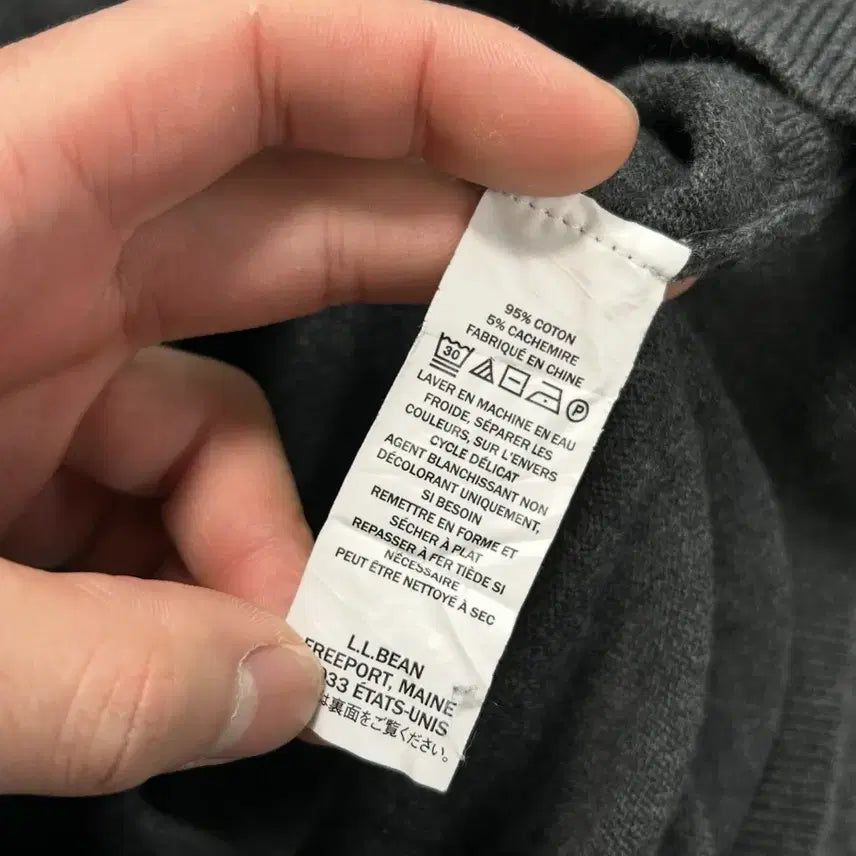 95% COTON
5% CACHEMIRE
FABRIQUÉ EN CHINE
30 P
LAVER EN MACHINE EN EAU
FROIDE, SÉPARER LES
COULEURS, SUR L'ENVERS
CYCLE DÉLICAT
AGENT BLANCHISSANT NON
DÉCOLORANT UNIQUEMENT,
SI BESOIN
REMETTRE EN FORME ET
SÉCHER À PLAT
REPASSER À FER TIÈDE SI
NÉCESSAIRE
PEUT ÊTRE NETTOYÉ À SEC
L.L.BEAN
FREEPORT, MAINE
033 ÉTATS-UNIS
は裏面をご覧ください。